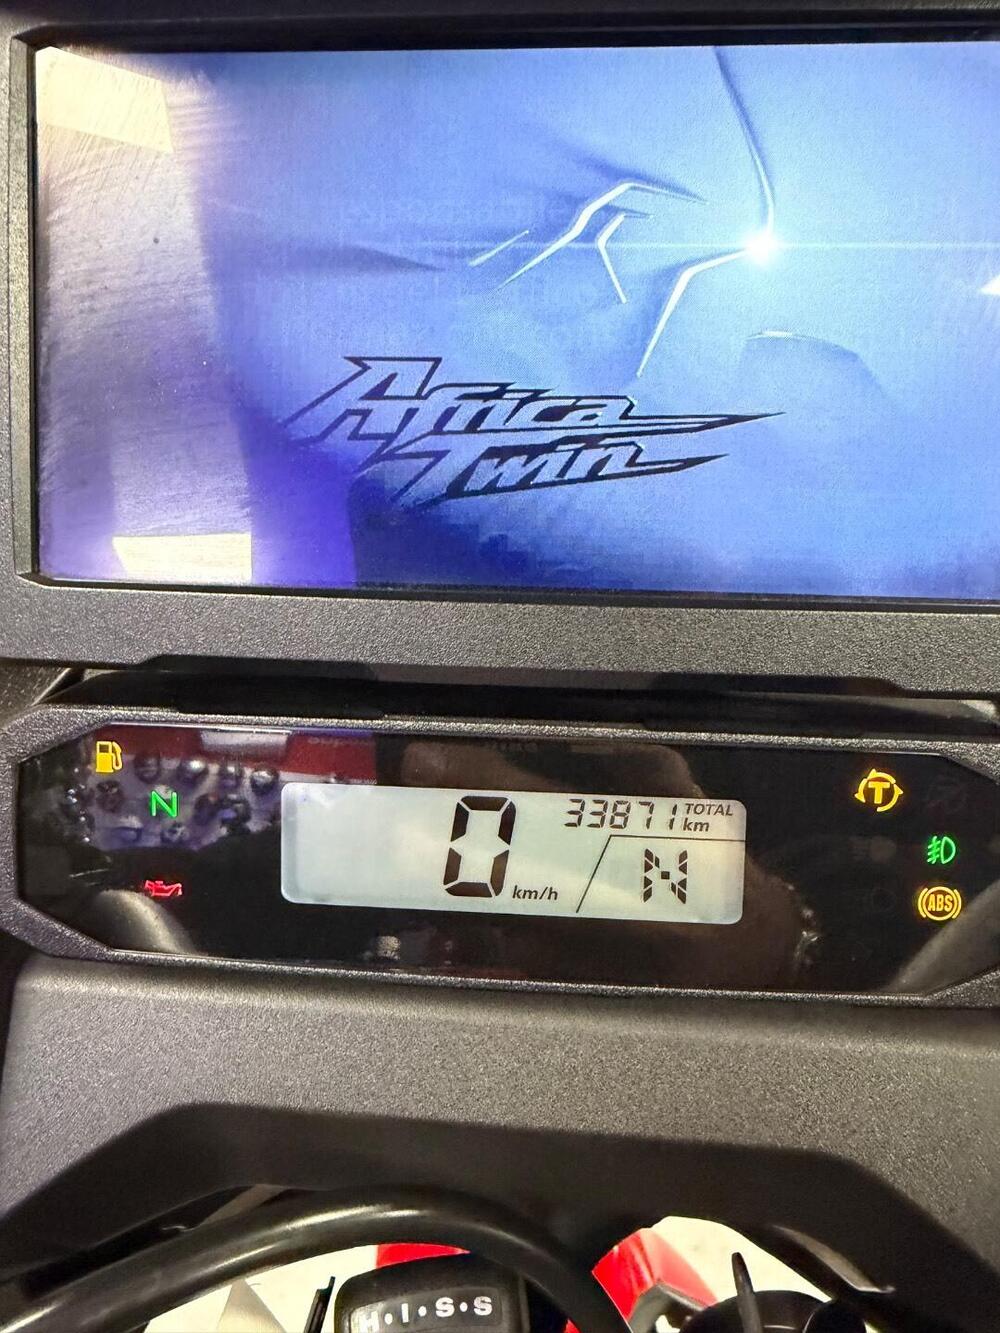 Africa
Twin
N
33871 TOTAL km
0 km/h
N
T
ABS
H·I·S·S